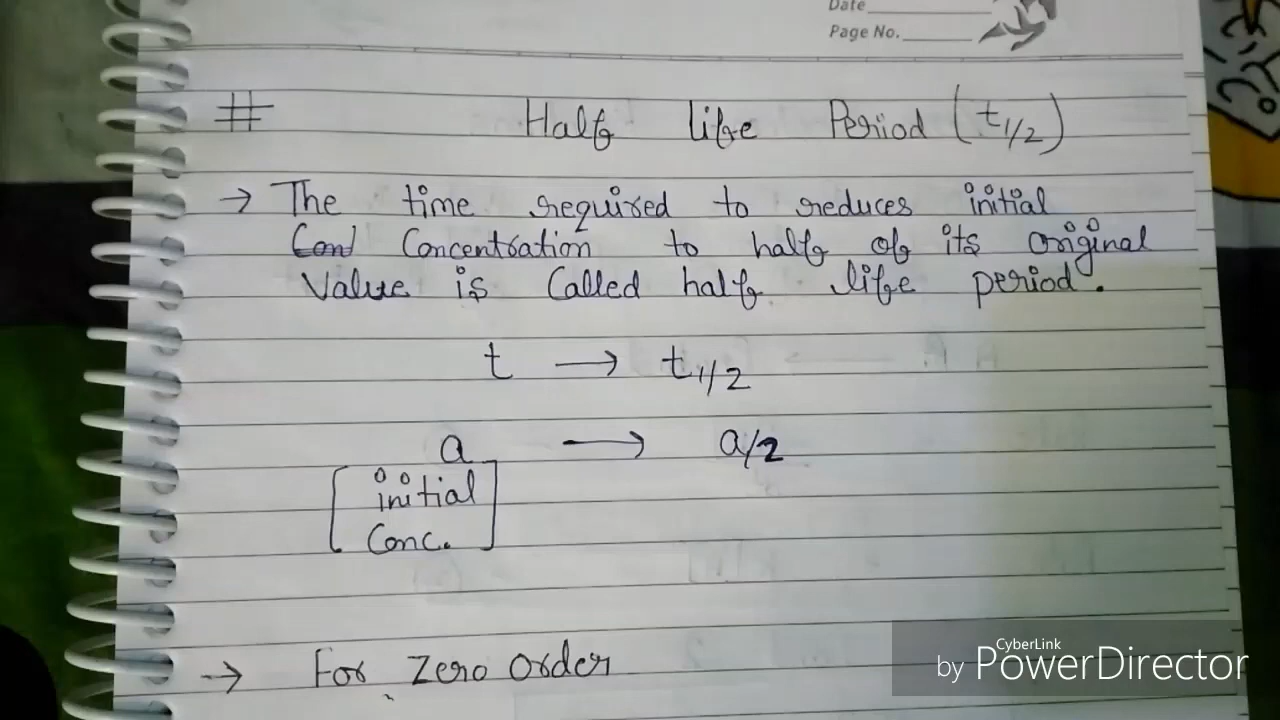 Date
Page No.
# Half life Period (t1/2)
→ The time required to reduces initial
Con Concentration to half of its original
Value is Called half life period.
t → t1/2
a → a/2
[initial
Conc.]
→ For Zero Order
CyberLink
by PowerDirector